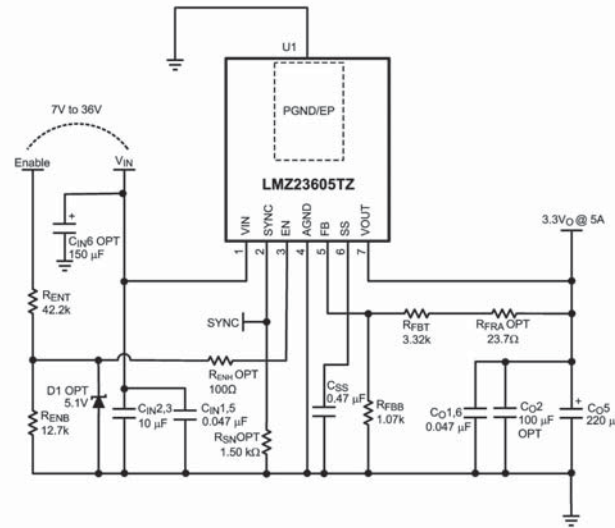 U1
PGND/EP
LMZ23605TZ
VIN
SYNC
EN
AGND
FB
SS
VOUT
1
2
3
4
5
6
7
7V to 36V
Enable
VIN
+
CIN6 OPT
150 μF
3.3VO @ 5A
RENT
42.2k
SYNC
RFBT
3.32k
RFRA OPT
23.7Ω
RENH OPT
100Ω
D1 OPT
5.1V
RENB
12.7k
CIN2,3
10 μF
CIN1,5
0.047 μF
RSNOPT
1.50 kΩ
CSS
0.47 μF
RFBB
1.07k
CO1,6
0.047 μF
CO2
100 μF
OPT
+
CO5
220 μ